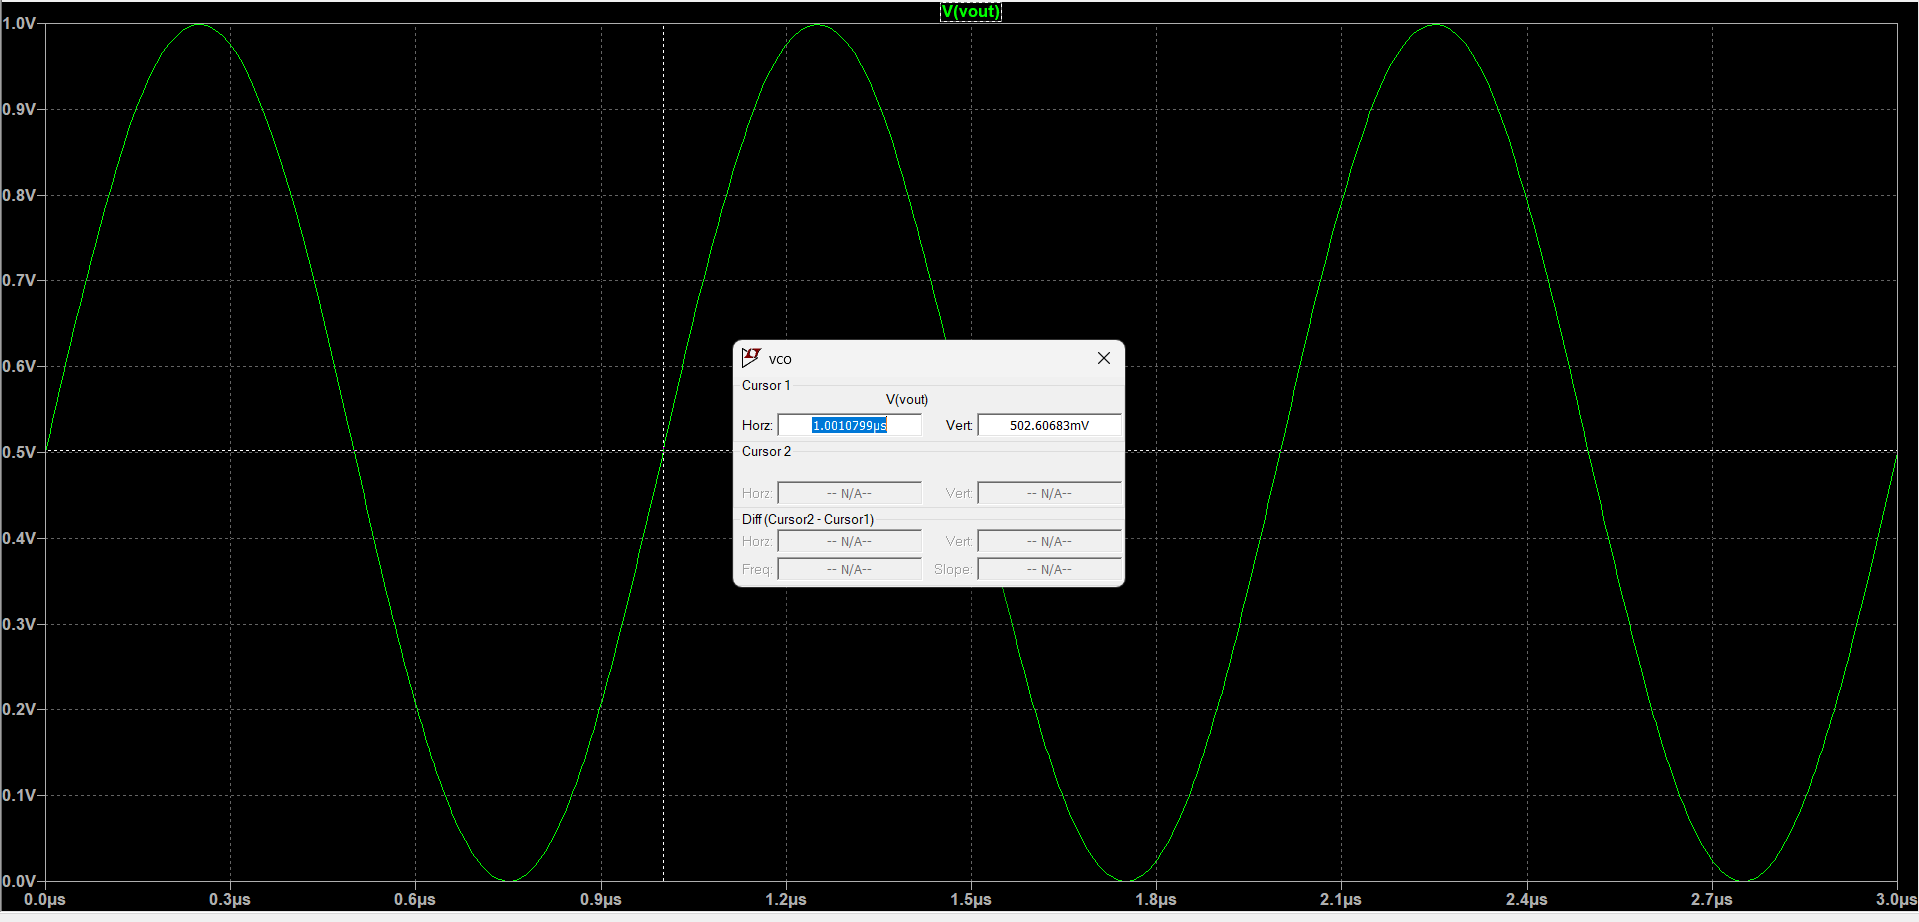 V(vout)
1.0V
0.9V
0.8V
0.7V
0.6V
0.5V
0.4V
0.3V
0.2V
0.1V
0.0V
0.0µs 0.3µs 0.6µs 0.9µs 1.2µs 1.5µs 1.8µs 2.1µs 2.4µs 2.7µs 3.0µs
vco
Cursor 1
V(vout)
Horz: 1.0010799µs Vert: 502.60683mV
Cursor 2
Horz: -- N/A-- Vert: -- N/A--
Diff (Cursor2 - Cursor1)
Horz: -- N/A-- Vert: -- N/A--
Freq: -- N/A-- Slope: -- N/A--